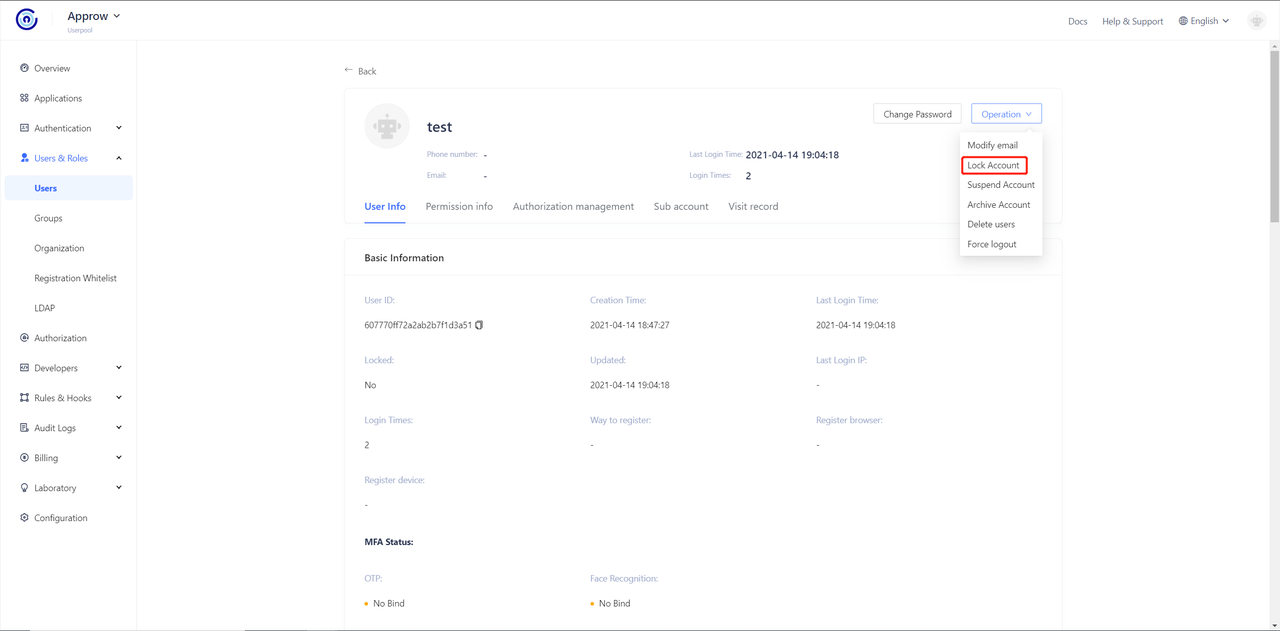 Approw
Userpool
Docs
Help & Support
English
Overview
Applications
Authentication
Users & Roles
Users
Groups
Organization
Registration Whitelist
LDAP
Authorization
Developers
Rules & Hooks
Audit Logs
Billing
Laboratory
Configuration
Back
test
Change Password
Operation
Phone number: -
Last Login Time: 2021-04-14 19:04:18
Email: -
Login Times: 2
Modify email
Lock Account
Suspend Account
Archive Account
Delete users
Force logout
User Info
Permission info
Authorization management
Sub account
Visit record
Basic Information
User ID:
607770ff72a2ab2b7f1d3a51
Creation Time:
2021-04-14 18:47:27
Last Login Time:
2021-04-14 19:04:18
Locked:
No
Updated:
2021-04-14 19:04:18
Last Login IP:
-
Login Times:
2
Way to register:
-
Register browser:
-
Register device:
-
MFA Status:
OTP:
No Bind
Face Recognition:
No Bind